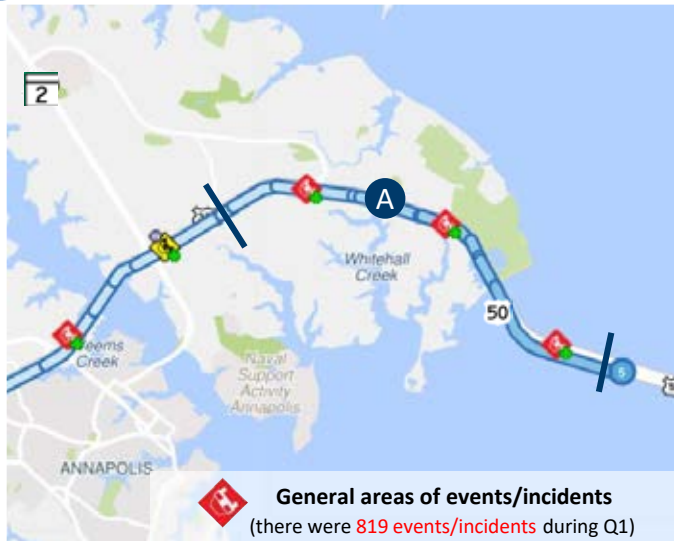 2
A
Whitehall
Creek
50
Weems
Creek
Naval
Support
Activity
Annapolis
5
ANNAPOLIS
General areas of events/incidents
(there were 819 events/incidents during Q1)